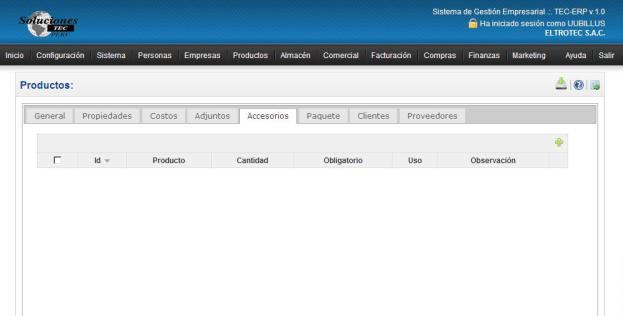 Soluciones
TEC
PERU
Sistema de Gestión Empresarial .:. TEC-ERP v.1.0
Ha iniciado sesión como UUBILLUS
ELTROTEC S.A.C.
Inicio Configuración Sistema Personas Empresas Productos Almacén Comercial Facturación Compras Finanzas Marketing Ayuda Salir
Productos:
General Propiedades Costos Adjuntos Accesorios Paquete Clientes Proveedores
Id Producto Cantidad Obligatorio Uso Observación